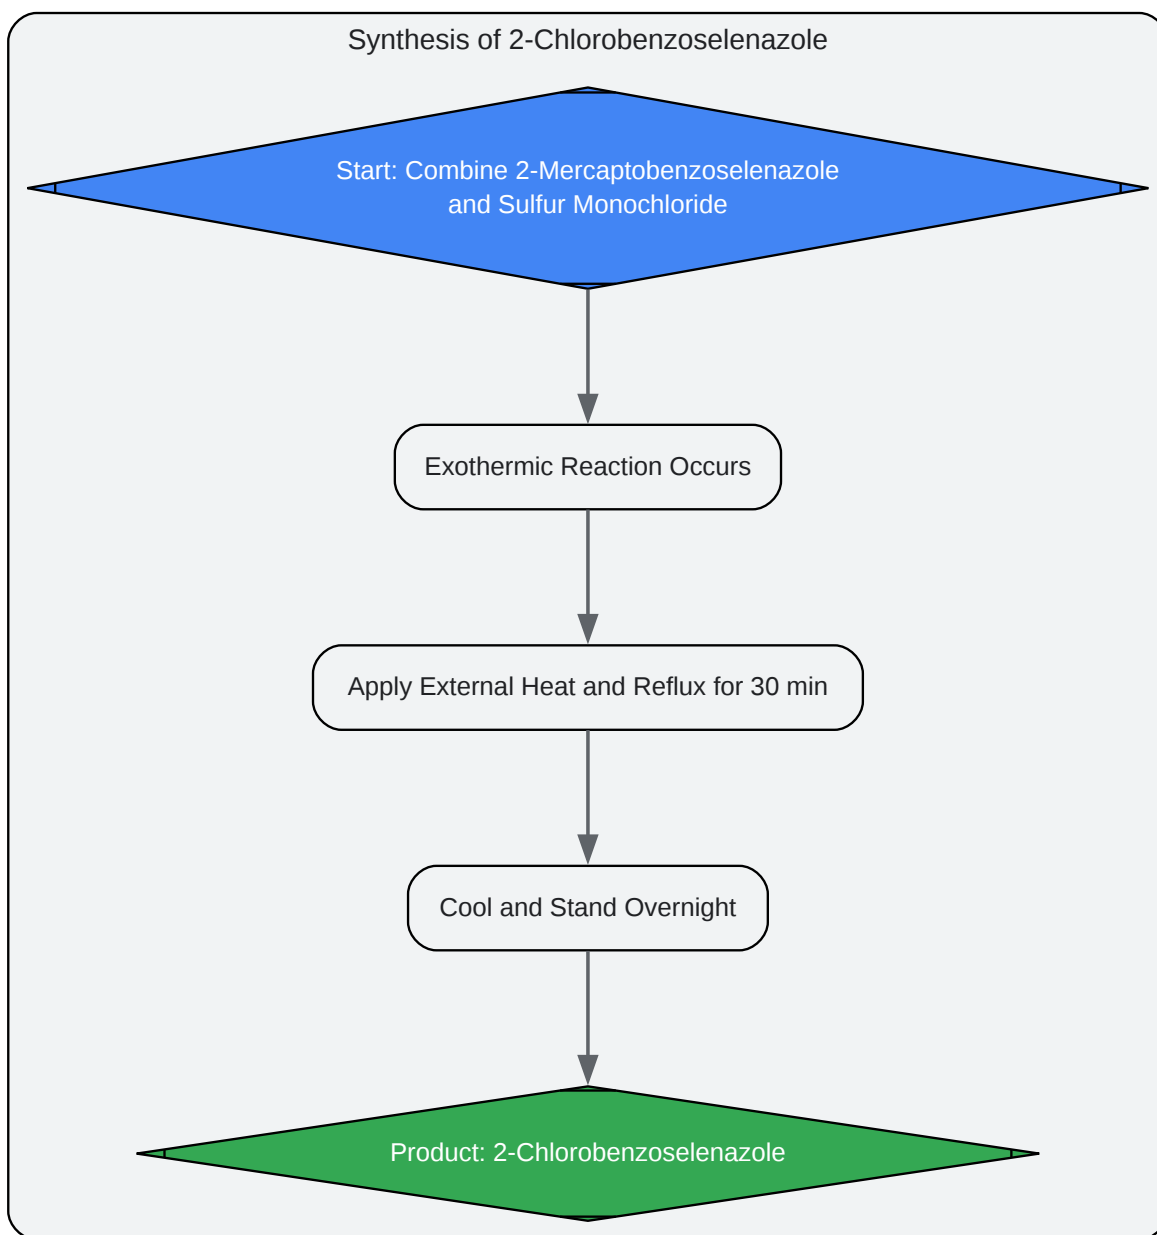 Synthesis of 2-Chlorobenzoselenazole
Start: Combine 2-Mercaptobenzoselenazole
and Sulfur Monochloride
Exothermic Reaction Occurs
Apply External Heat and Reflux for 30 min
Cool and Stand Overnight
Product: 2-Chlorobenzoselenazole